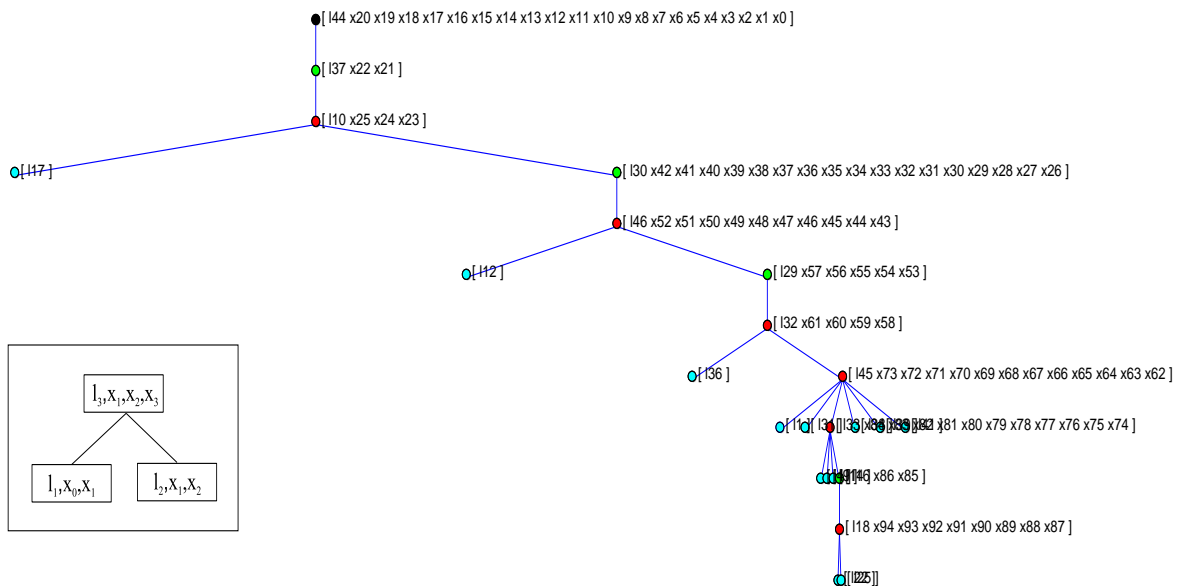 [ l44 x20 x19 x18 x17 x16 x15 x14 x13 x12 x11 x10 x9 x8 x7 x6 x5 x4 x3 x2 x1 x0 ]
[ l37 x22 x21 ]
[ l10 x25 x24 x23 ]
[ l17 ]
[ l30 x42 x41 x40 x39 x38 x37 x36 x35 x34 x33 x32 x31 x30 x29 x28 x27 x26 ]
[ l46 x52 x51 x50 x49 x48 x47 x46 x45 x44 x43 ]
[ l12 ]
[ l29 x57 x56 x55 x54 x53 ]
[ l32 x61 x60 x59 x58 ]
[ l36 ]
[ l45 x73 x72 x71 x70 x69 x68 x67 x66 x65 x64 x63 x62 ]
x81 x80 x79 x78 x77 x76 x75 x74 ]
x86 x85 ]
[ l18 x94 x93 x92 x91 x90 x89 x88 x87 ]
l3,x1,x2,x3
l1,x0,x1
l2,x1,x2